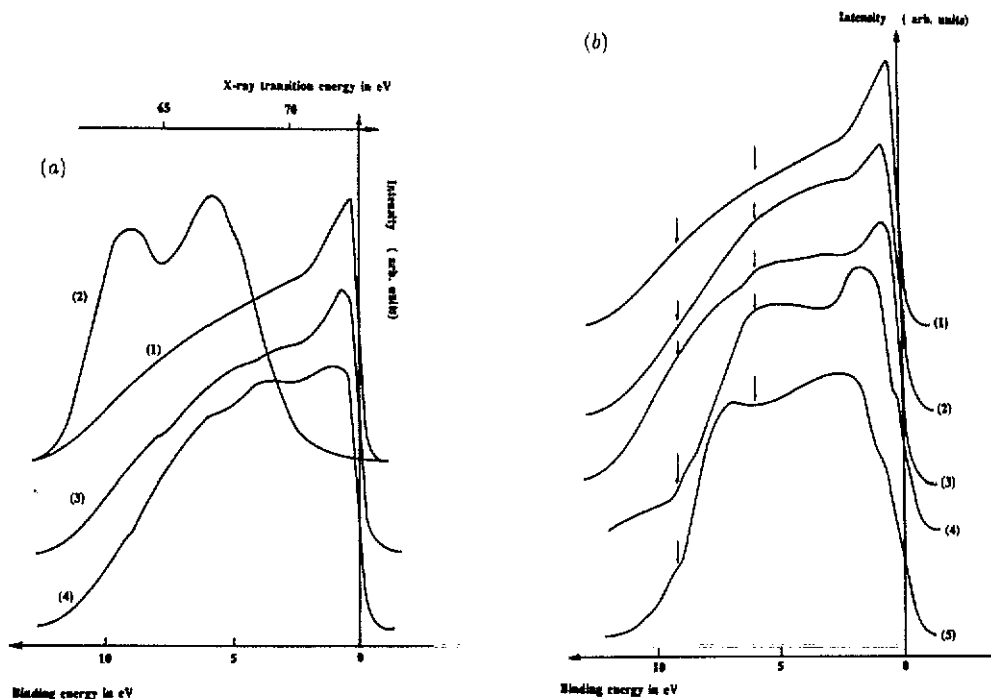 X-ray transition energy in eV
65
70
(a)
Intensity ( arb. units)
(2)
(1)
(3)
(4)
10
5
0
Binding energy in eV
Intensity ( arb. units)
(b)
(1)
(2)
(3)
(4)
(5)
10
5
0
Binding energy in eV